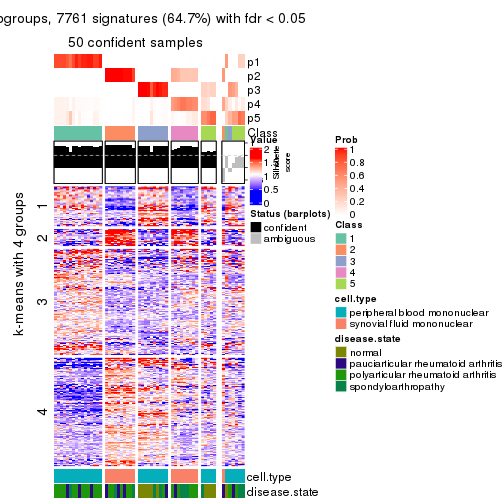 ogroups, 7761 signatures (64.7%) with fdr < 0.05
50 confident samples
p1
p2
p3
p4
p5
Class
k-means with 4 groups
1
2
3
4
cell.type
disease.state
Value
2
1.5
1
0.5
0
Silhouette
score
Status (barplots)
confident
ambiguous
Prob
1
0.8
0.6
0.4
0.2
0
Class
1
2
3
4
5
cell.type
peripheral blood mononuclear
synovial fluid mononuclear
disease.state
normal
pauciarticular rheumatoid arthritis
polyarticular rheumatoid arthritis
spondyloarthropathy